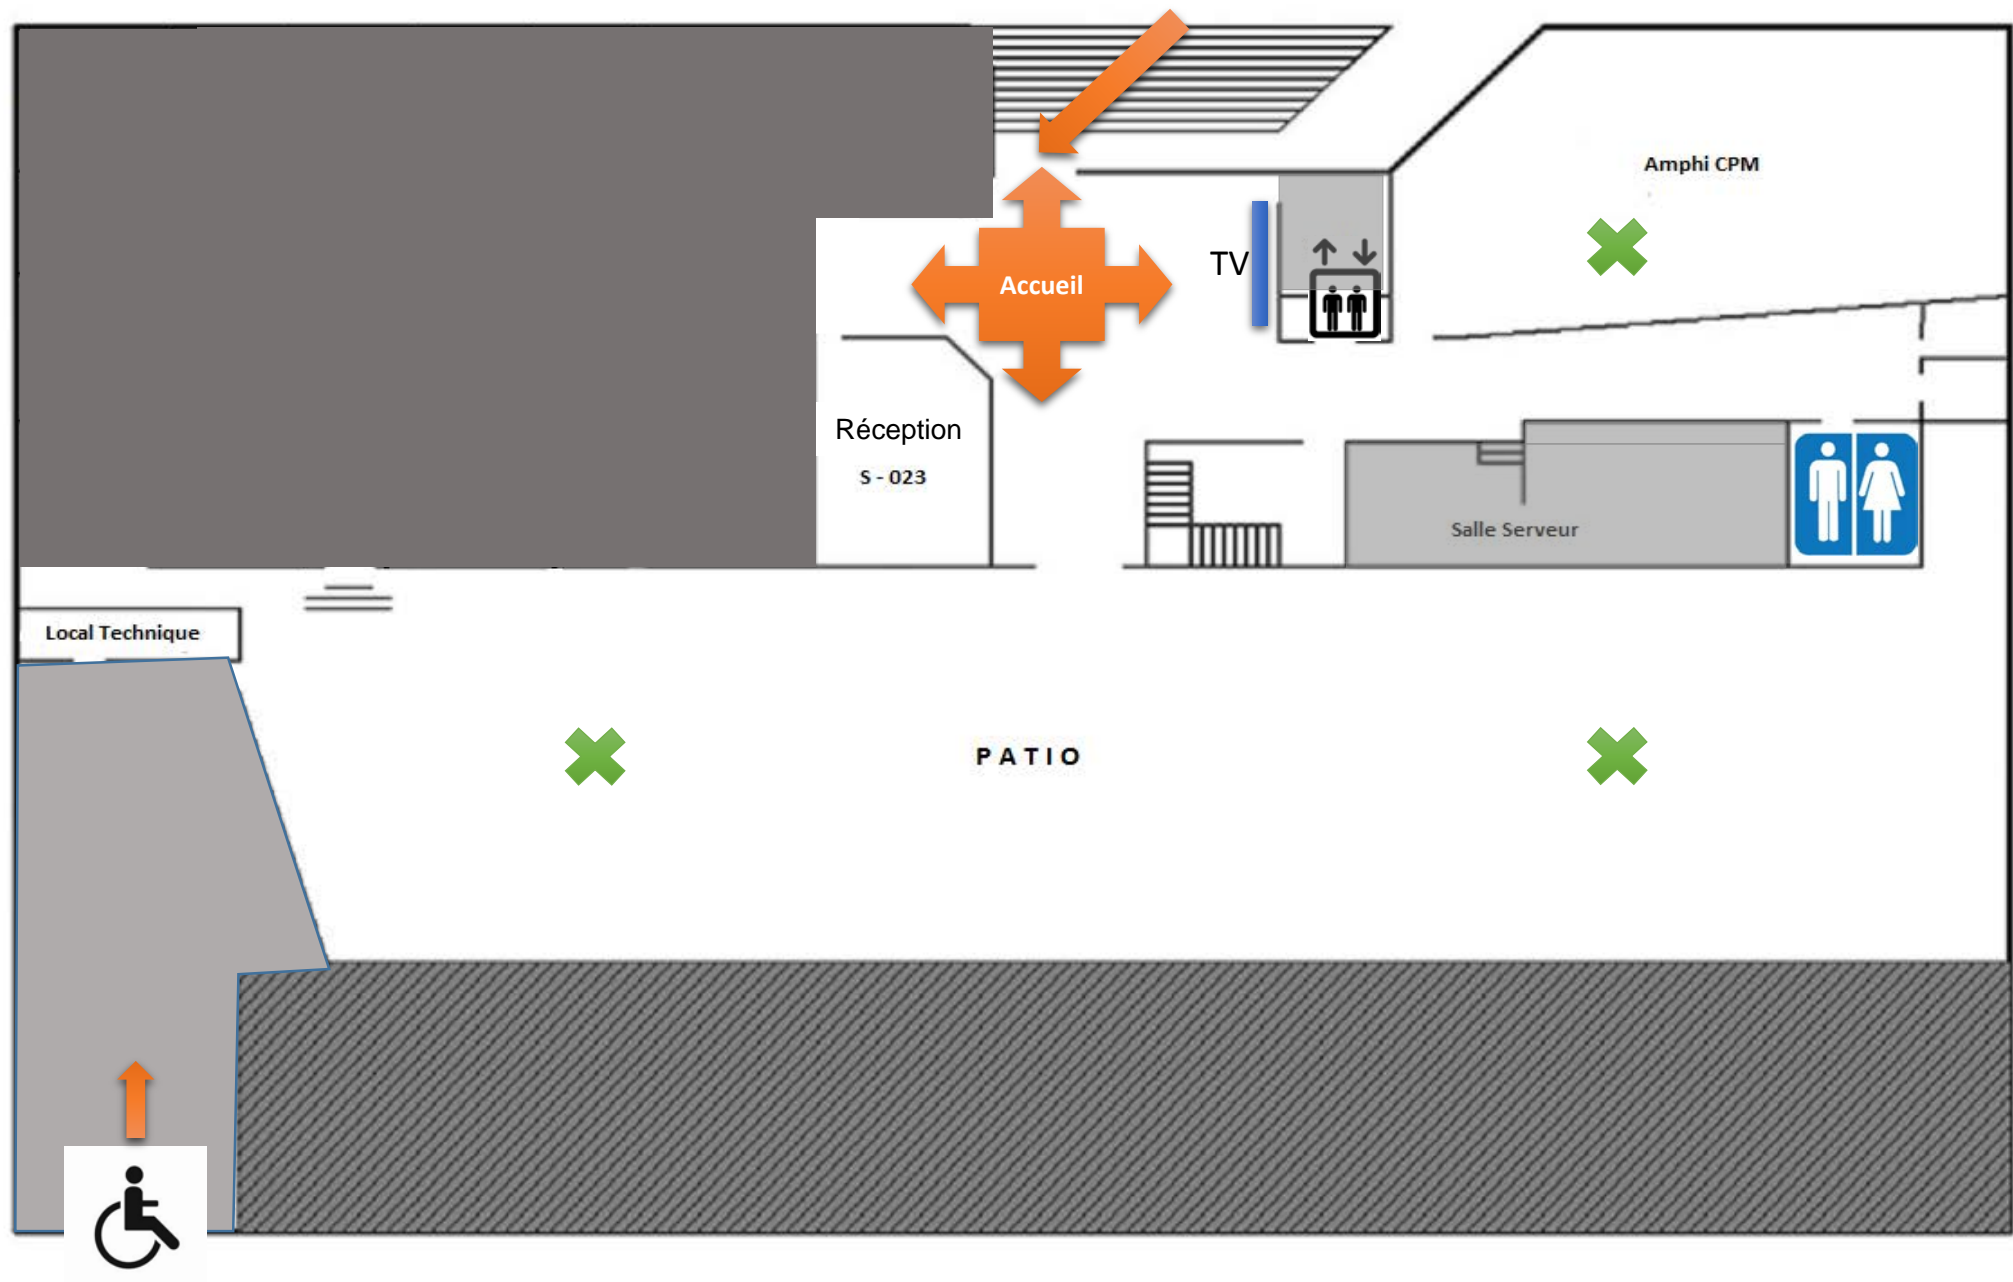 Amphi CPM
TV
Accueil
Réception
S - 023
Salle Serveur
Local Technique
PATIO